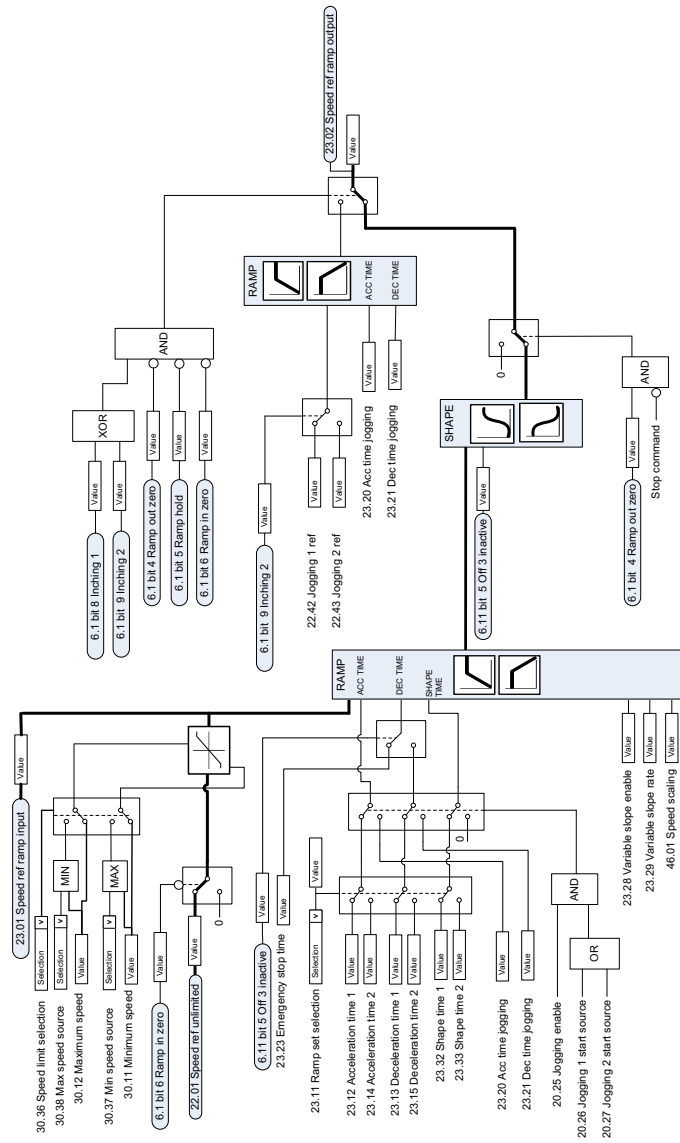 23.01 Speed ref ramp input
Value
30.36 Speed limit selection
Selection
v
30.38 Max speed source
Selection
v
MIN
30.12 Maximum speed
Value
30.37 Min speed source
Selection
v
MAX
30.11 Minimum speed
Value
6.1 bit 6 Ramp in zero
Value
22.01 Speed ref unlimited
Value
0
6.11 bit 5 Off 3 inactive
Value
23.23 Emergency stop time
Value
23.11 Ramp set selection
Selection
v
Value
23.12 Acceleration time 1
Value
23.14 Acceleration time 2
Value
23.13 Deceleration time 1
Value
23.15 Deceleration time 2
Value
23.32 Shape time 1
Value
23.33 Shape time 2
Value
0
23.20 Acc time jogging
Value
23.21 Dec time jogging
Value
20.25 Jogging enable
AND
20.26 Jogging 1 start source
OR
20.27 Jogging 2 start source
RAMP
ACC TIME
DEC TIME
SHAPE
TIME
23.28 Variable slope enable
Value
23.29 Variable slope rate
Value
46.01 Speed scaling
Value
6.1 bit 8 Inching 1
Value
6.1 bit 9 Inching 2
Value
XOR
6.1 bit 4 Ramp out zero
Value
6.1 bit 5 Ramp hold
Value
6.1 bit 6 Ramp in zero
Value
AND
6.1 bit 9 Inching 2
Value
22.42 Jogging 1 ref
Value
22.43 Jogging 2 ref
Value
23.20 Acc time jogging
Value
23.21 Dec time jogging
Value
RAMP
ACC TIME
DEC TIME
SHAPE
6.11 bit 5 Off 3 inactive
Value
0
6.1 bit 4 Ramp out zero
Value
AND
Stop command
23.02 Speed ref ramp output
Value